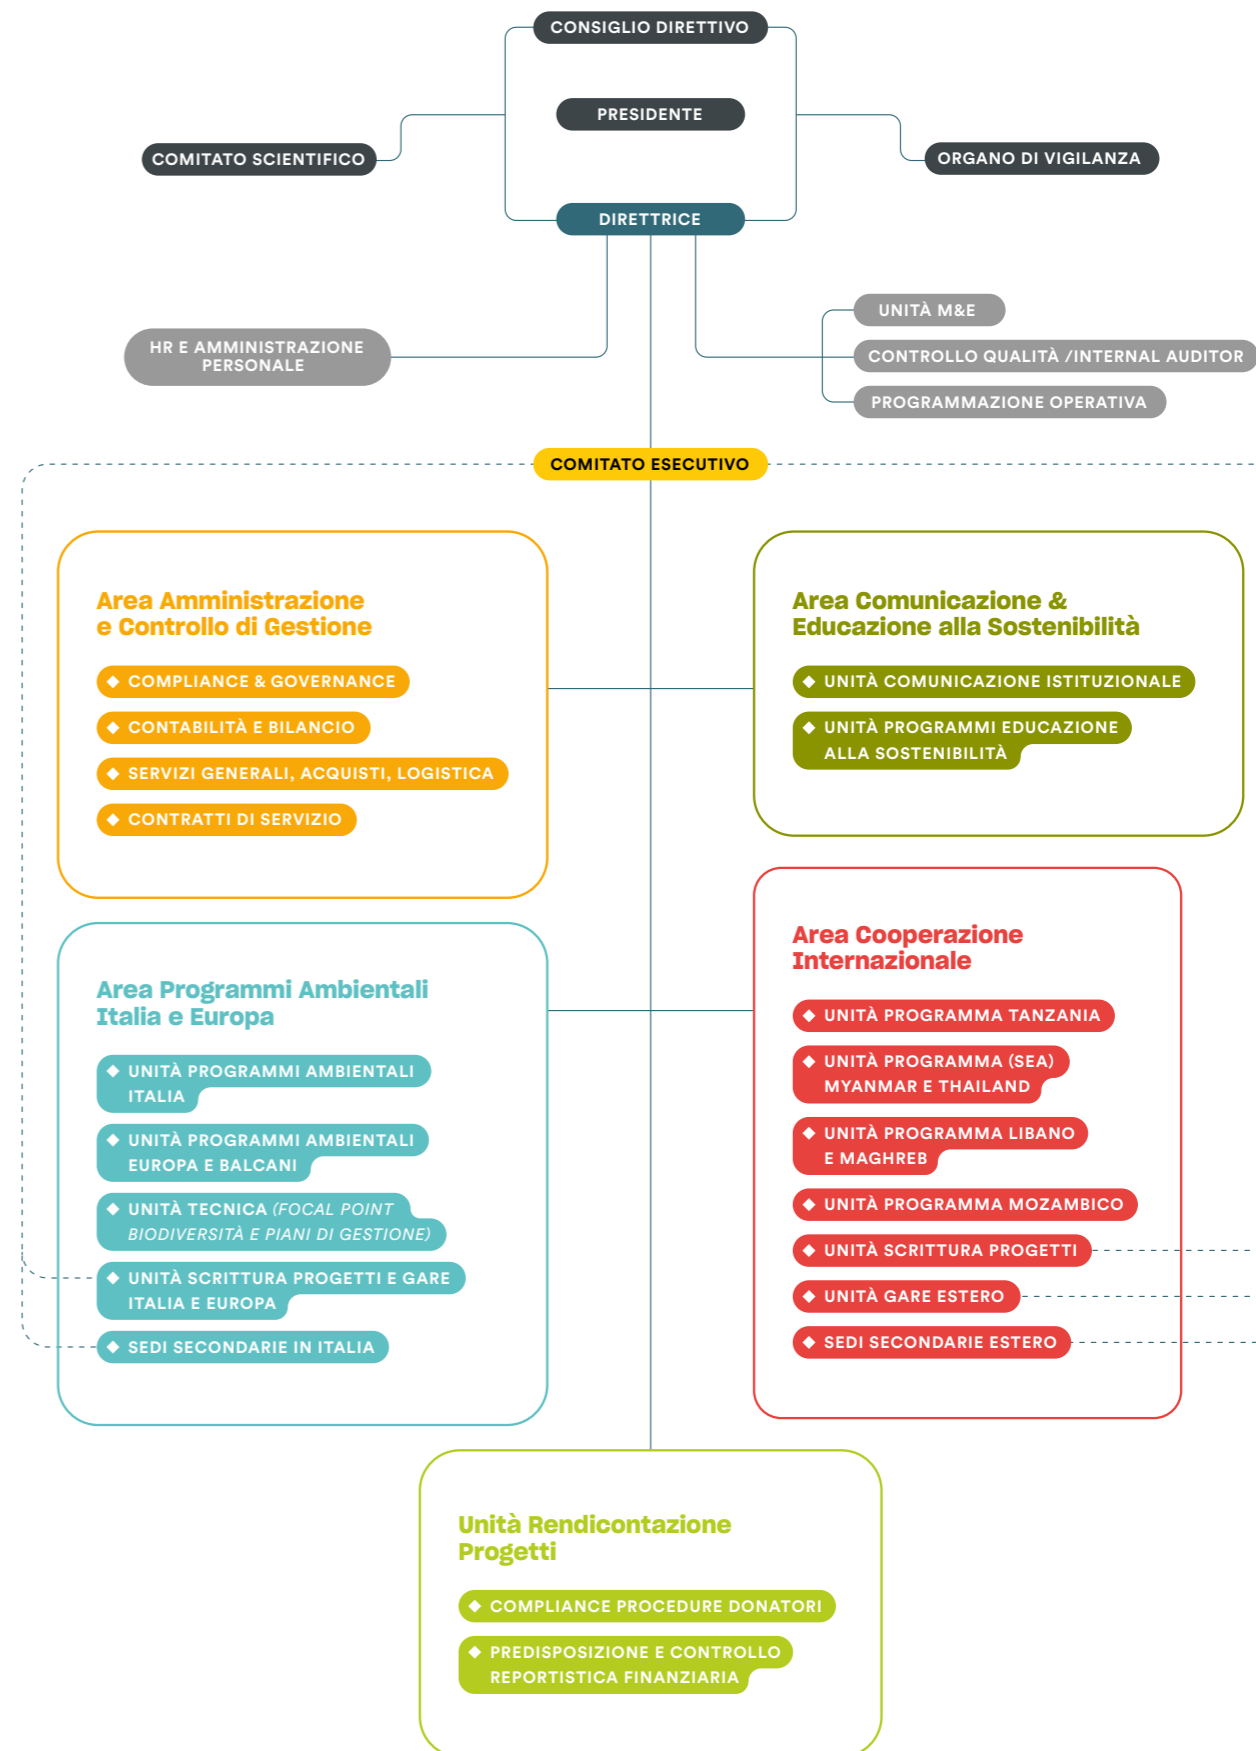 CONSIGLIO DIRETTIVO
PRESIDENTE
COMITATO SCIENTIFICO
ORGANO DI VIGILANZA
DIRETTRICE
HR E AMMINISTRAZIONE
PERSONALE
UNITÀ M&E
CONTROLLO QUALITÀ /INTERNAL AUDITOR
PROGRAMMAZIONE OPERATIVA
COMITATO ESECUTIVO
Area Amministrazione
e Controllo di Gestione
COMPLIANCE & GOVERNANCE
CONTABILITÀ E BILANCIO
SERVIZI GENERALI, ACQUISTI, LOGISTICA
CONTRATTI DI SERVIZIO
Area Comunicazione &
Educazione alla Sostenibilità
UNITÀ COMUNICAZIONE ISTITUZIONALE
UNITÀ PROGRAMMI EDUCAZIONE
ALLA SOSTENIBILITÀ
Area Programmi Ambientali
Italia e Europa
UNITÀ PROGRAMMI AMBIENTALI
ITALIA
UNITÀ PROGRAMMI AMBIENTALI
EUROPA E BALCANI
UNITÀ TECNICA (FOCAL POINT
BIODIVERSITÀ E PIANI DI GESTIONE)
UNITÀ SCRITTURA PROGETTI E GARE
ITALIA E EUROPA
SEDI SECONDARIE IN ITALIA
Area Cooperazione
Internazionale
UNITÀ PROGRAMMA TANZANIA
UNITÀ PROGRAMMA (SEA)
MYANMAR E THAILAND
UNITÀ PROGRAMMA LIBANO
E MAGHREB
UNITÀ PROGRAMMA MOZAMBICO
UNITÀ SCRITTURA PROGETTI
UNITÀ GARE ESTERO
SEDI SECONDARIE ESTERO
Unità Rendicontazione
Progetti
COMPLIANCE PROCEDURE DONATORI
PREDISPOSIZIONE E CONTROLLO
REPORTISTICA FINANZIARIA